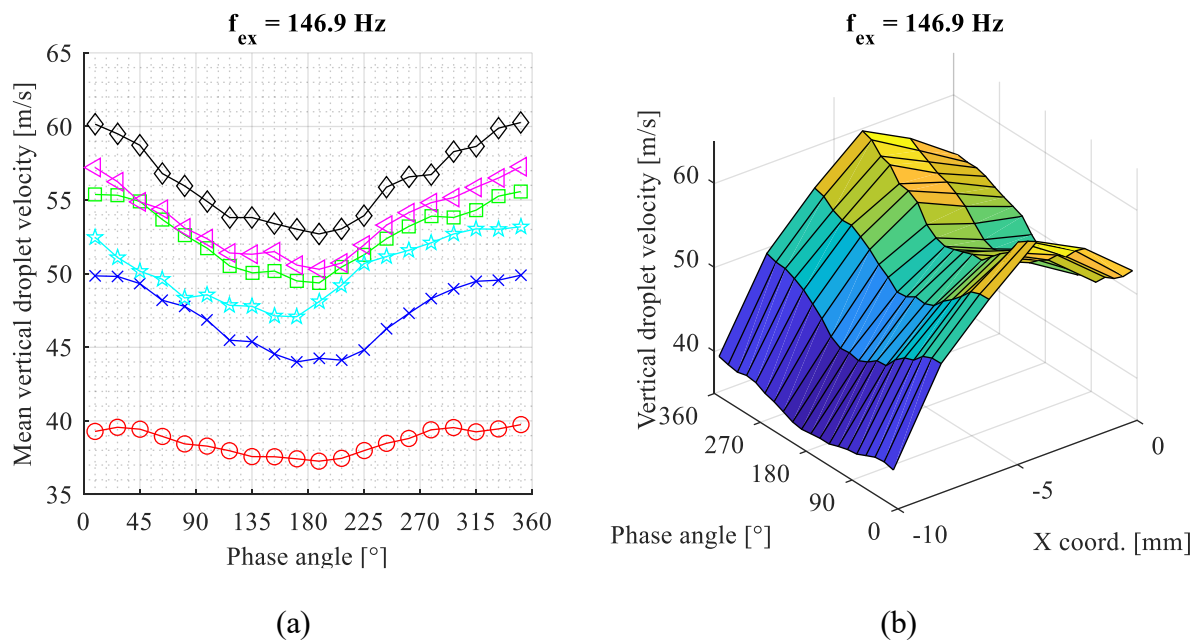 f_ex = 146.9 Hz
Mean vertical droplet velocity [m/s]
65
60
55
50
45
40
35
0 45 90 135 180 225 270 315 360
Phase angle [°]
(a)
f_ex = 146.9 Hz
Vertical droplet velocity [m/s]
60
50
40
360
270
180
90
0
Phase angle [°]
-10
-5
0
X coord. [mm]
(b)